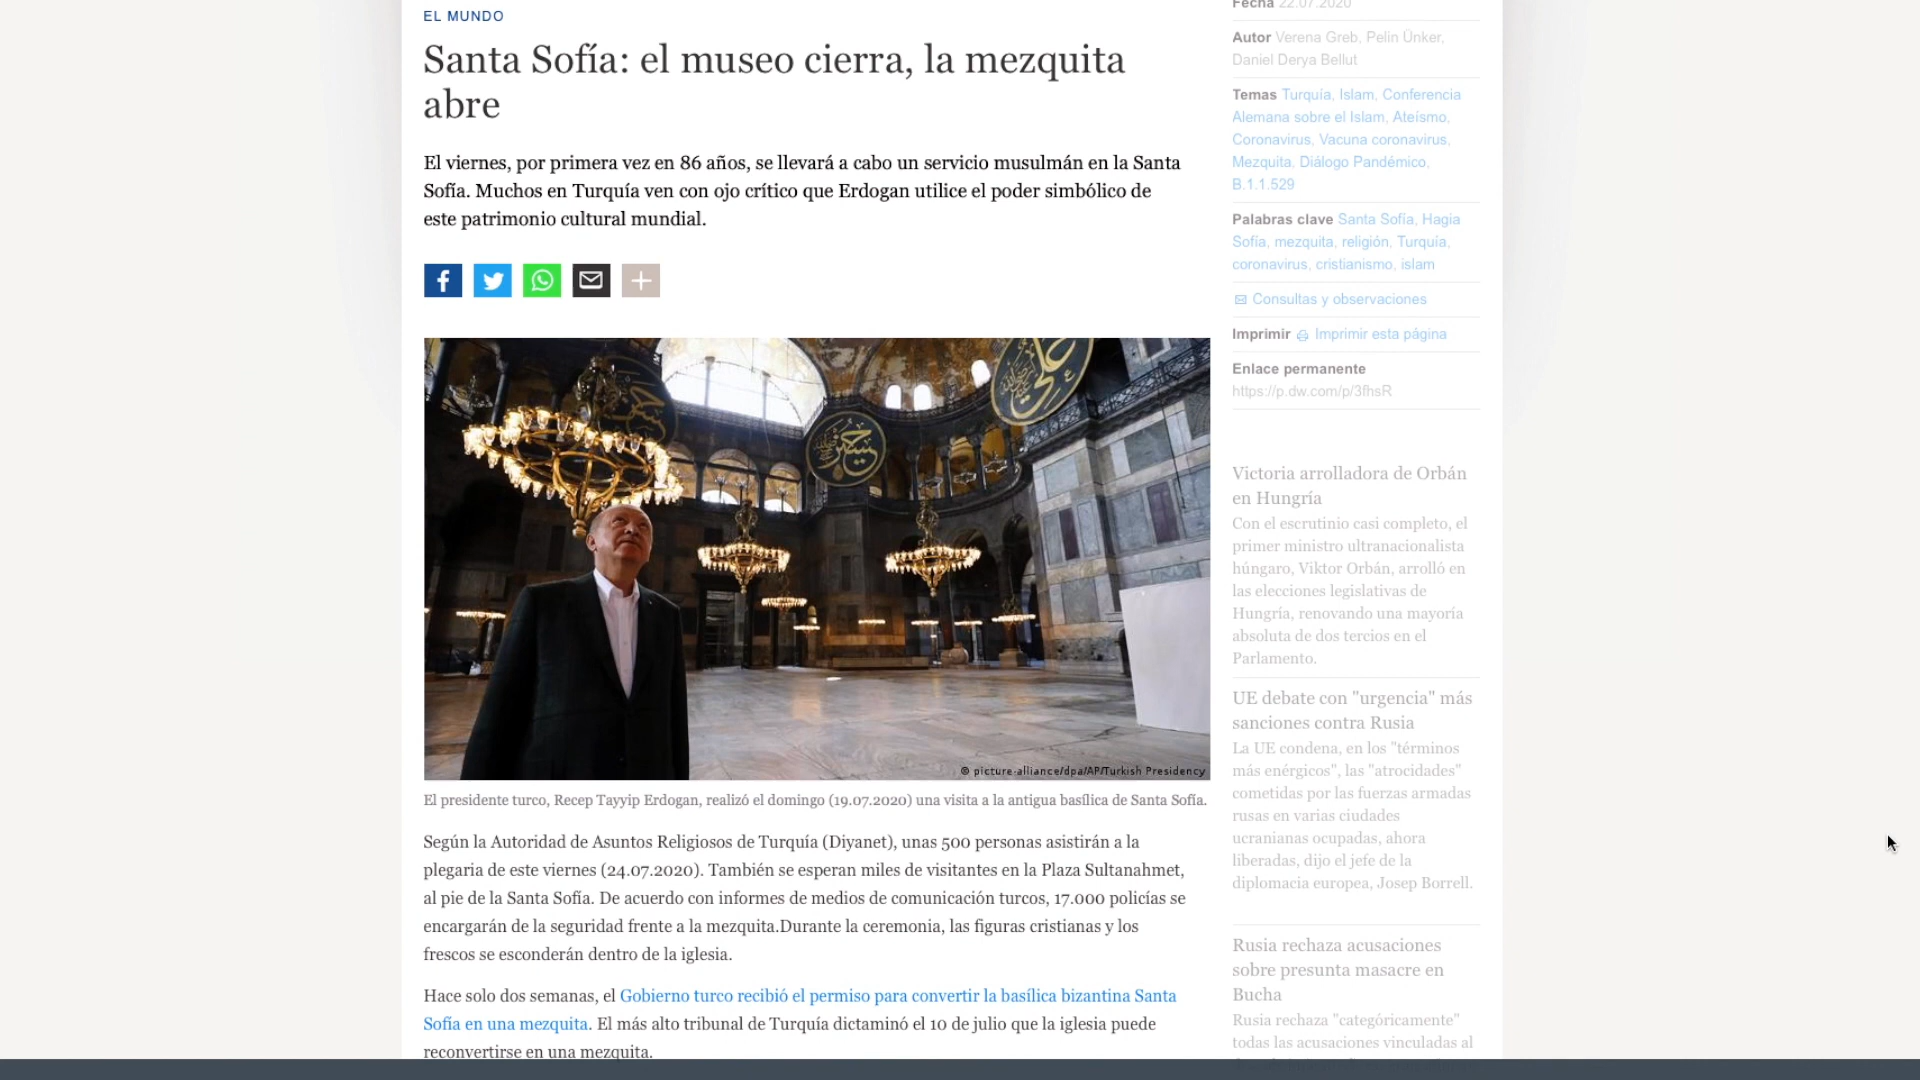 EL MUNDO
Santa Sofía: el museo cierra, la mezquita
abre
El viernes, por primera vez en 86 años, se llevará a cabo un servicio musulmán en la Santa
Sofía. Muchos en Turquía ven con ojo crítico que Erdogan utilice el poder simbólico de
este patrimonio cultural mundial.
© picture-alliance/dpa/AP/Turkish Presidency
El presidente turco, Recep Tayyip Erdogan, realizó el domingo (19.07.2020) una visita a la antigua basílica de Santa Sofía.
Según la Autoridad de Asuntos Religiosos de Turquía (Diyanet), unas 500 personas asistirán a la
plegaria de este viernes (24.07.2020). También se esperan miles de visitantes en la Plaza Sultanahmet,
al pie de la Santa Sofía. De acuerdo con informes de medios de comunicación turcos, 17.000 policías se
encargarán de la seguridad frente a la mezquita.Durante la ceremonia, las figuras cristianas y los
frescos se esconderán dentro de la iglesia.
Hace solo dos semanas, el Gobierno turco recibió el permiso para convertir la basílica bizantina Santa
Sofía en una mezquita. El más alto tribunal de Turquía dictaminó el 10 de julio que la iglesia puede
reconvertirse en una mezquita.
Fecha 22.07.2020
Autor Verena Greb, Pelin Ünker,
Daniel Derya Bellut
Temas Turquía, Islam, Conferencia
Alemana sobre el Islam, Ateísmo,
Coronavirus, Vacuna coronavirus,
Mezquita, Diálogo Pandémico,
B.1.1.529
Palabras clave Santa Sofía, Hagia
Sofía, mezquita, religión, Turquía,
coronavirus, cristianismo, islam
Consultas y observaciones
Imprimir Imprimir esta página
Enlace permanente
https://p.dw.com/p/3fhsR
Victoria arrolladora de Orbán
en Hungría
Con el escrutinio casi completo, el
primer ministro ultranacionalista
húngaro, Viktor Orbán, arrolló en
las elecciones legislativas de
Hungría, renovando una mayoría
absoluta de dos tercios en el
Parlamento.
UE debate con "urgencia" más
sanciones contra Rusia
La UE condena, en los "términos
más enérgicos", las "atrocidades"
cometidas por las fuerzas armadas
rusas en varias ciudades
ucranianas ocupadas, ahora
liberadas, dijo el jefe de la
diplomacia europea, Josep Borrell.
Rusia rechaza acusaciones
sobre presunta masacre en
Bucha
Rusia rechaza "categóricamente"
todas las acusaciones vinculadas al